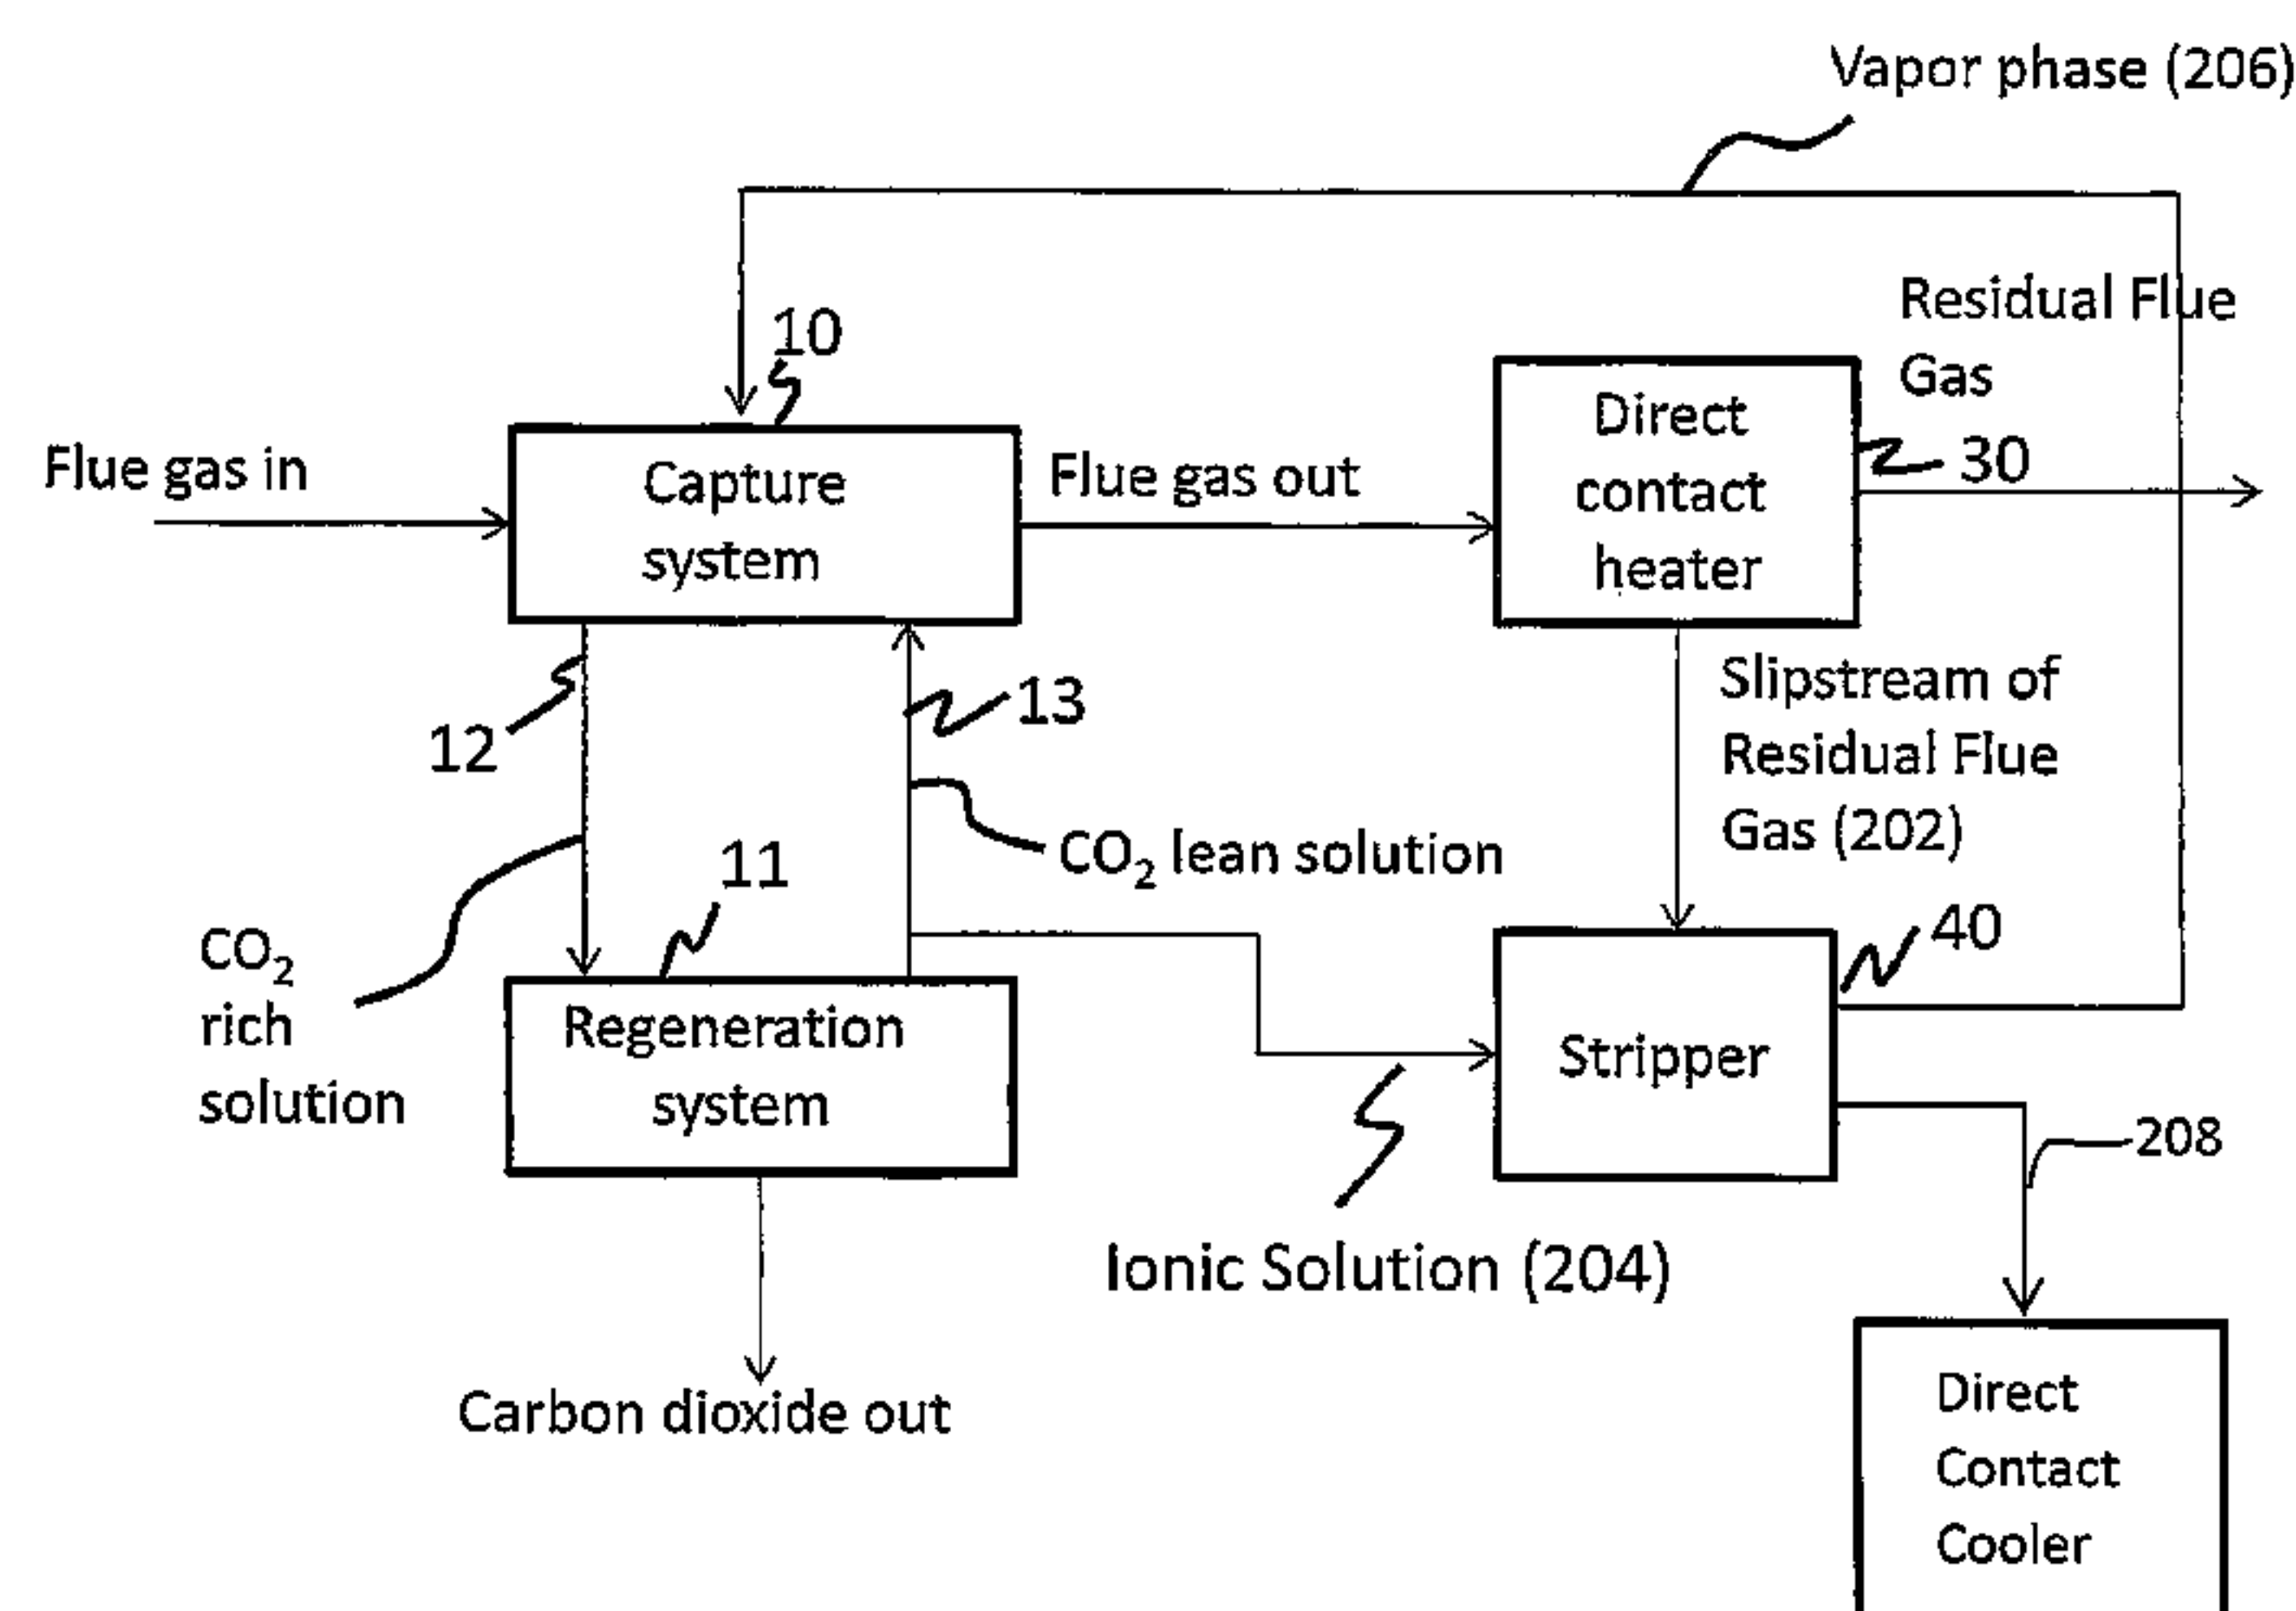 Vapor phase (206)
10
Residual Flue
Gas
Flue gas in
Capture
system
Flue gas out
Direct
contact
heater
30
12
13
Slipstream of
Residual Flue
Gas (202)
CO₂ lean solution
11
CO₂
rich
solution
40
Regeneration
system
Stripper
208
Ionic Solution (204)
Carbon dioxide out
Direct
Contact
Cooler